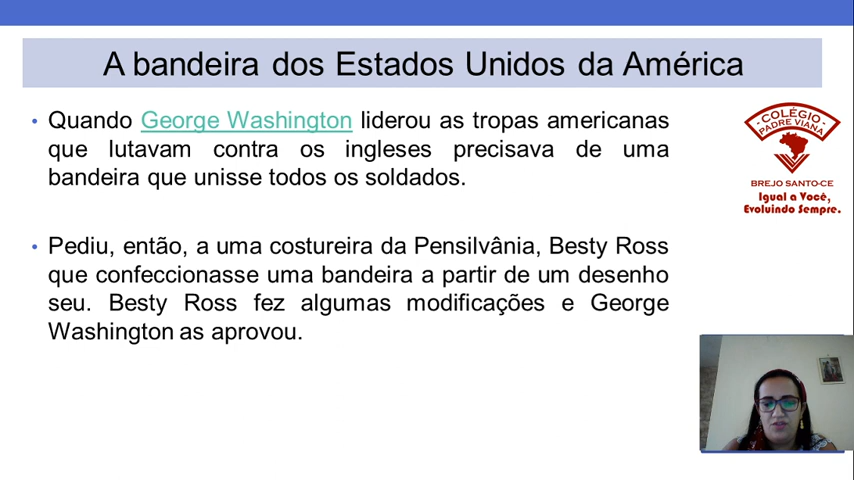 A bandeira dos Estados Unidos da América
• Quando George Washington liderou as tropas americanas
que lutavam contra os ingleses precisava de uma
bandeira que unisse todos os soldados.
• Pediu, então, a uma costureira da Pensilvânia, Besty Ross
que confeccionasse uma bandeira a partir de um desenho
seu. Besty Ross fez algumas modificações e George
Washington as aprovou.
- COLÉGIO -
PADRE VIANA
BREJO SANTO-CE
Igual a Você,
Evoluindo Sempre.